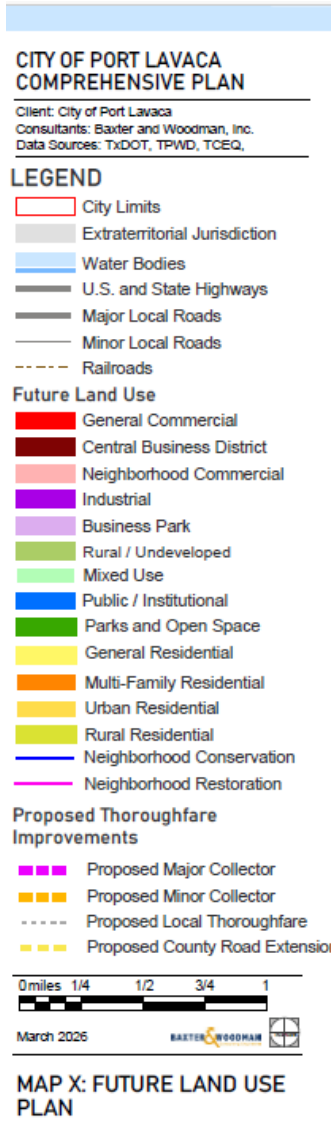 CITY OF PORT LAVACA
COMPREHENSIVE PLAN
Client: City of Port Lavaca
Consultants: Baxter and Woodman, Inc.
Data Sources: TxDOT, TPWD, TCEQ,
LEGEND
City Limits
Extraterritorial Jurisdiction
Water Bodies
U.S. and State Highways
Major Local Roads
Minor Local Roads
Railroads
Future Land Use
General Commercial
Central Business District
Neighborhood Commercial
Industrial
Business Park
Rural / Undeveloped
Mixed Use
Public / Institutional
Parks and Open Space
General Residential
Multi-Family Residential
Urban Residential
Rural Residential
Neighborhood Conservation
Neighborhood Restoration
Proposed Thoroughfare
Improvements
Proposed Major Collector
Proposed Minor Collector
Proposed Local Thoroughfare
Proposed County Road Extension
0miles 1/4 1/2 3/4 1
March 2026 BAXTER & WOODMAN
MAP X: FUTURE LAND USE
PLAN